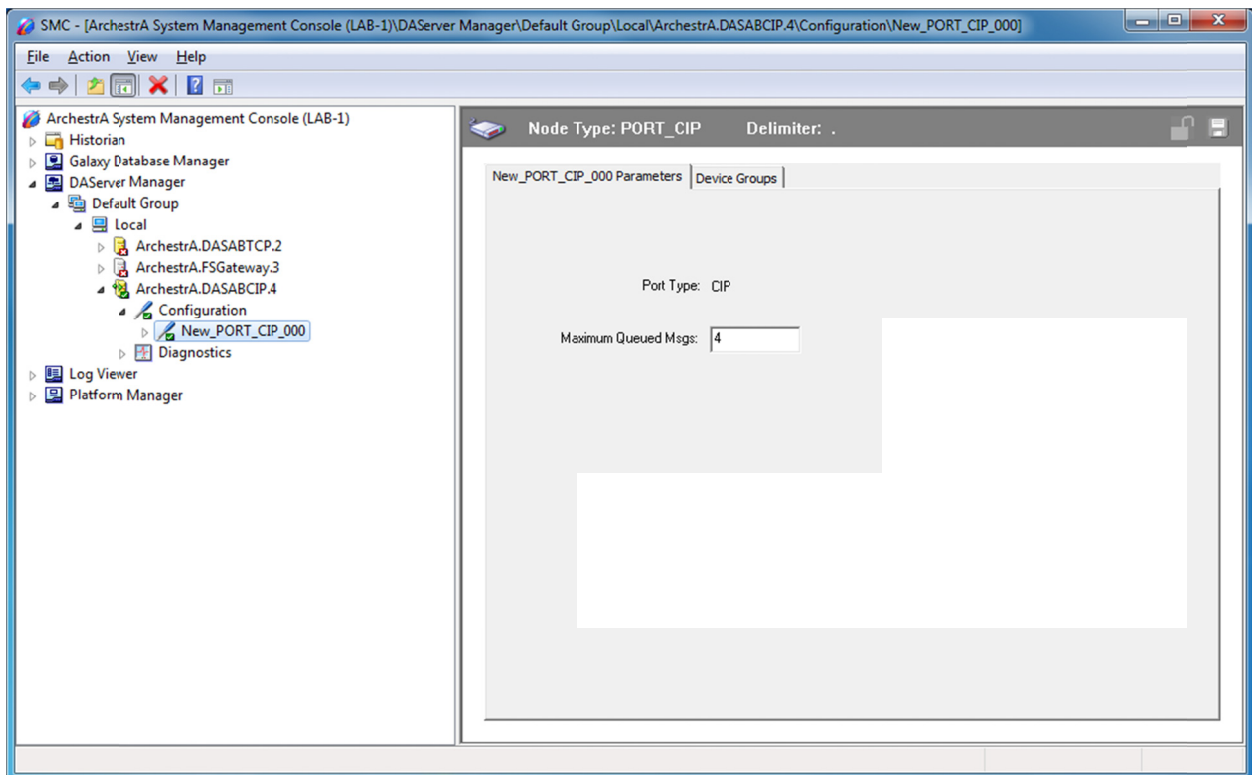 SMC - [ArchestrA System Management Console (LAB-1)\DAServer Manager\Default Group\Local\ArchestrA.DASABCIP.4\Configuration\New_PORT_CIP_000]
File Action View Help
ArchestrA System Management Console (LAB-1)
Historian
Galaxy Database Manager
DAServer Manager
Default Group
Local
ArchestrA.DASABTCP.2
ArchestrA.FSGateway.3
ArchestrA.DASABCIP.4
Configuration
New_PORT_CIP_000
Diagnostics
Log Viewer
Platform Manager
Node Type: PORT_CIP Delimiter: .
New_PORT_CIP_000 Parameters Device Groups
Port Type: CIP
Maximum Queued Msgs: 4